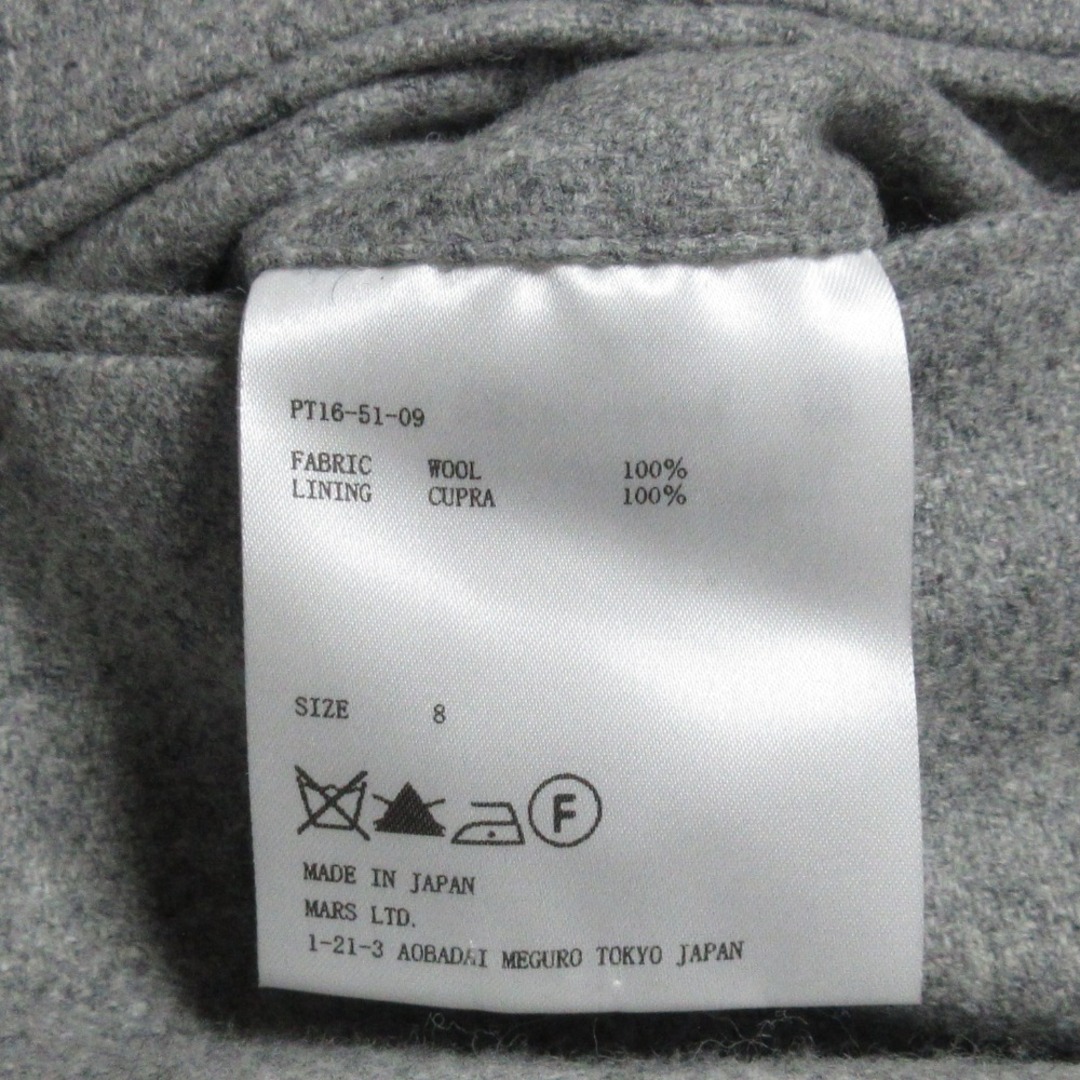 PT16-51-09
FABRIC WOOL 100%
LINING CUPRA 100%
SIZE 8
F
MADE IN JAPAN
MARS LTD.
1-21-3 AOBADAI MEGURO TOKYO JAPAN